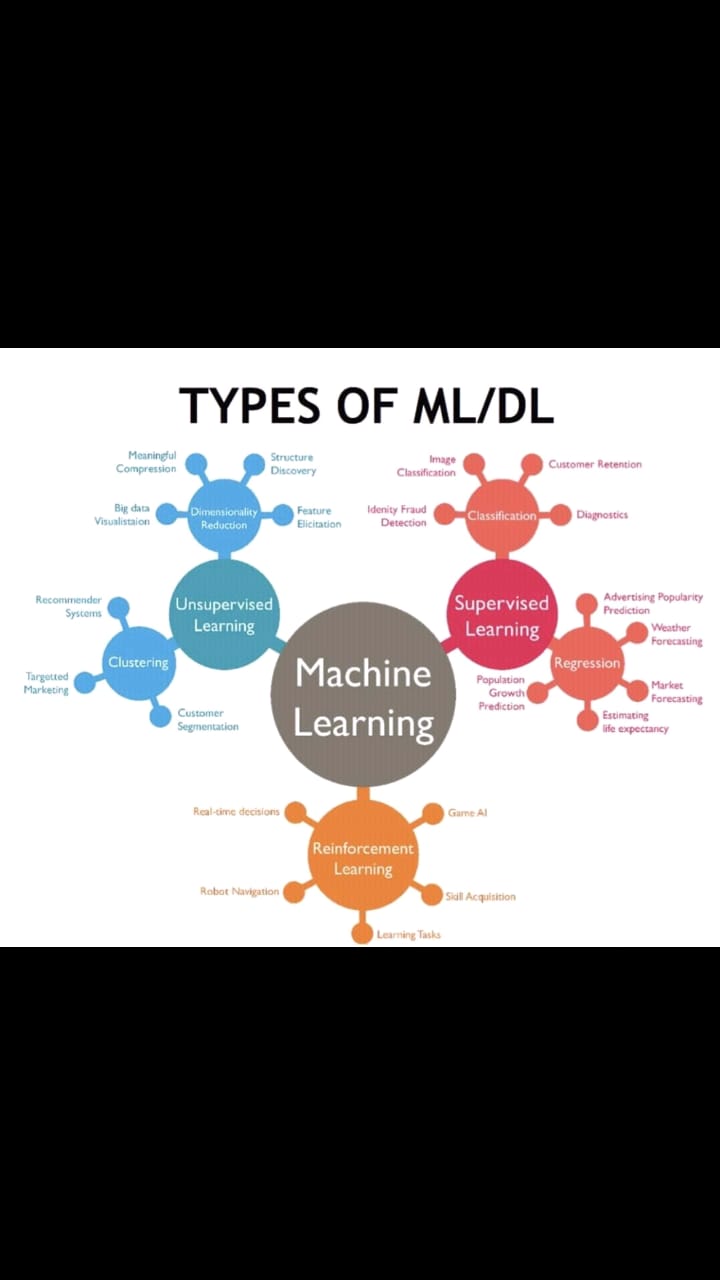 TYPES OF ML/DL
Meaningful
Compression
Structure
Discovery
Big data
Visualistaion
Dimensionality
Reduction
Feature
Elicitation
Image
Classification
Customer Retention
Idenity Fraud
Detection
Classification
Diagnostics
Recommender
Systems
Unsupervised
Learning
Clustering
Targetted
Marketing
Customer
Segmentation
Machine
Learning
Supervised
Learning
Advertising Popularity
Prediction
Weather
Forecasting
Regression
Population
Growth
Prediction
Market
Forecasting
Estimating
life expectancy
Real-time decisions
Game AI
Reinforcement
Learning
Robot Navigation
Skill Acquisition
Learning Tasks